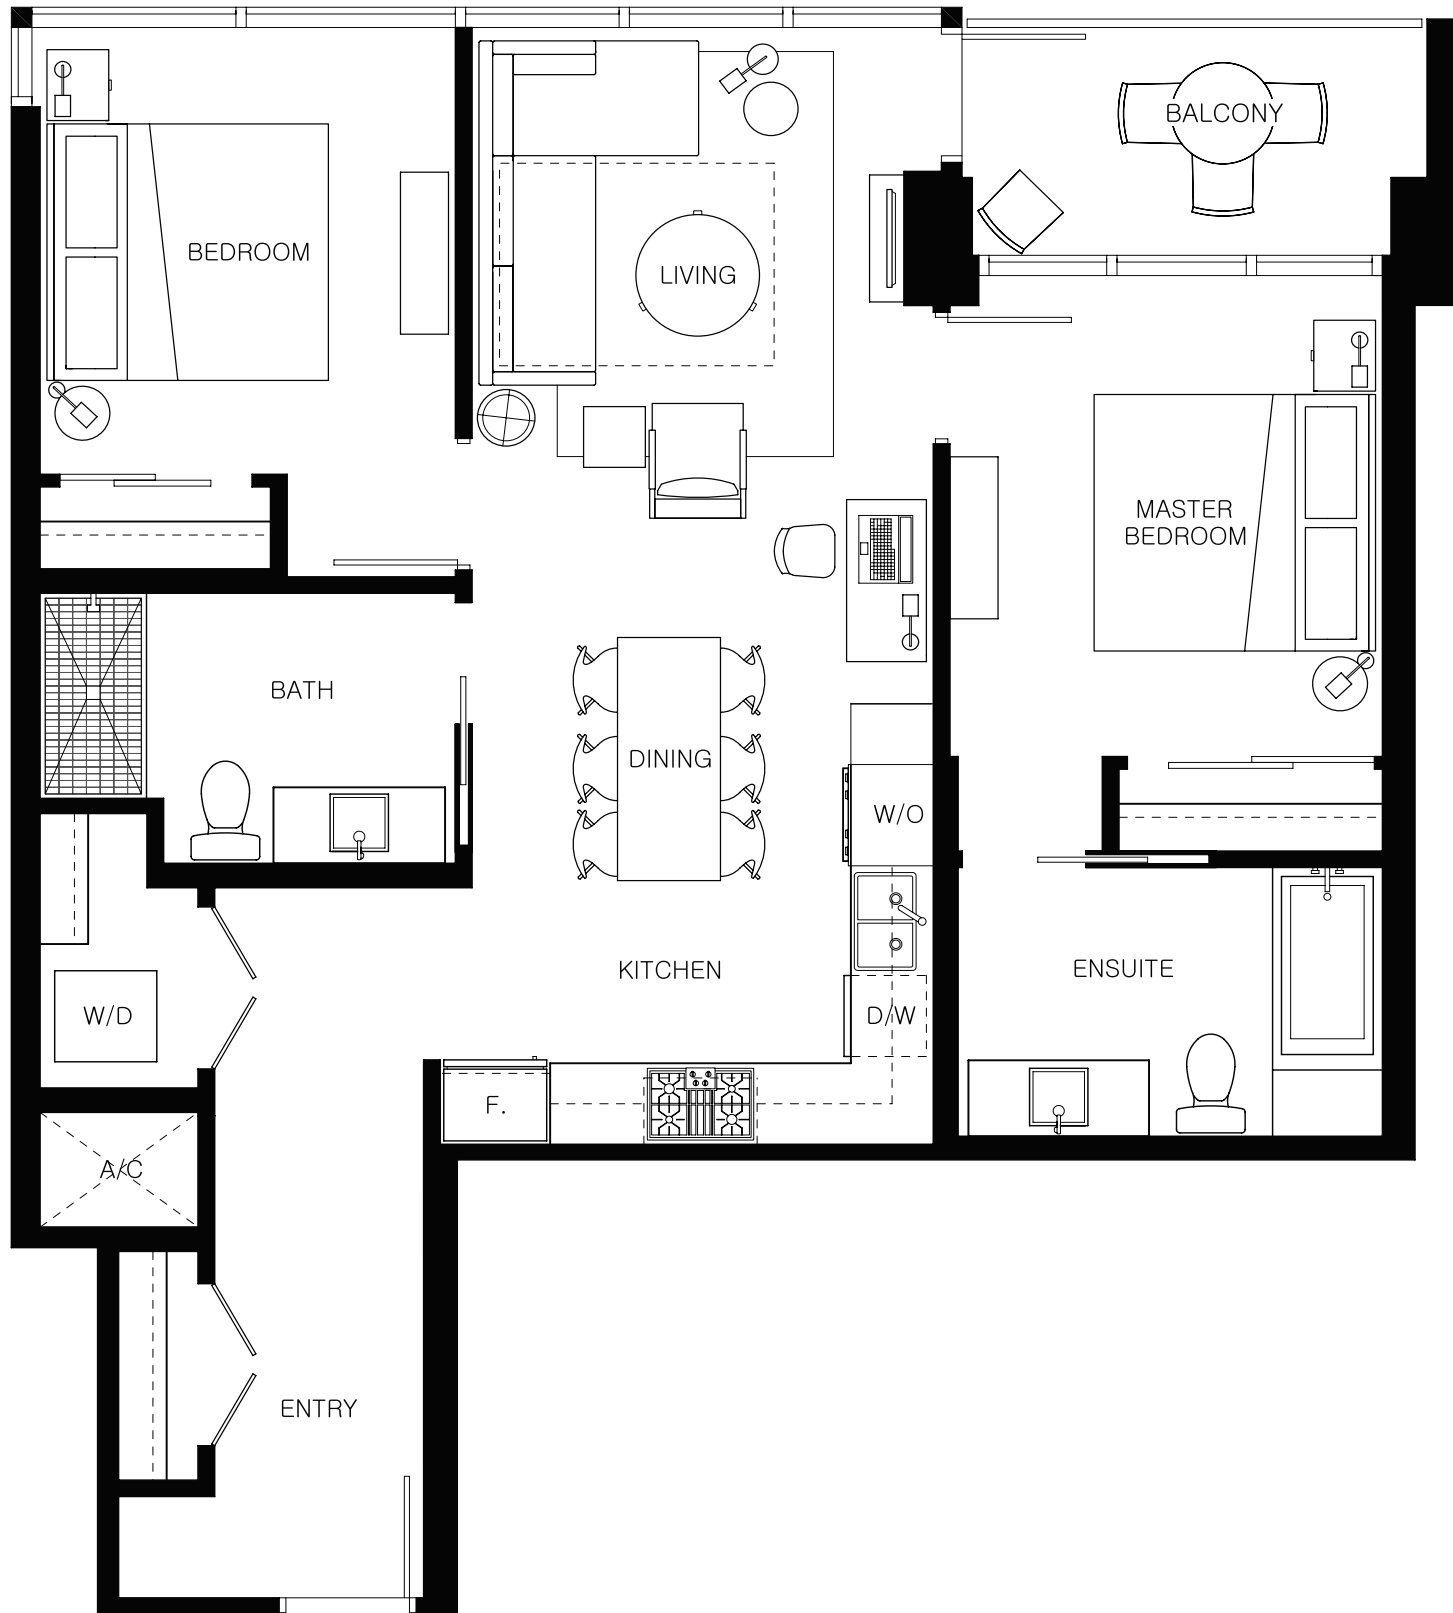 BALCONY
BEDROOM
LIVING
MASTER
BEDROOM
BATH
DINING
W/O
KITCHEN
ENSUITE
W/D
D/W
F.
A/C
ENTRY